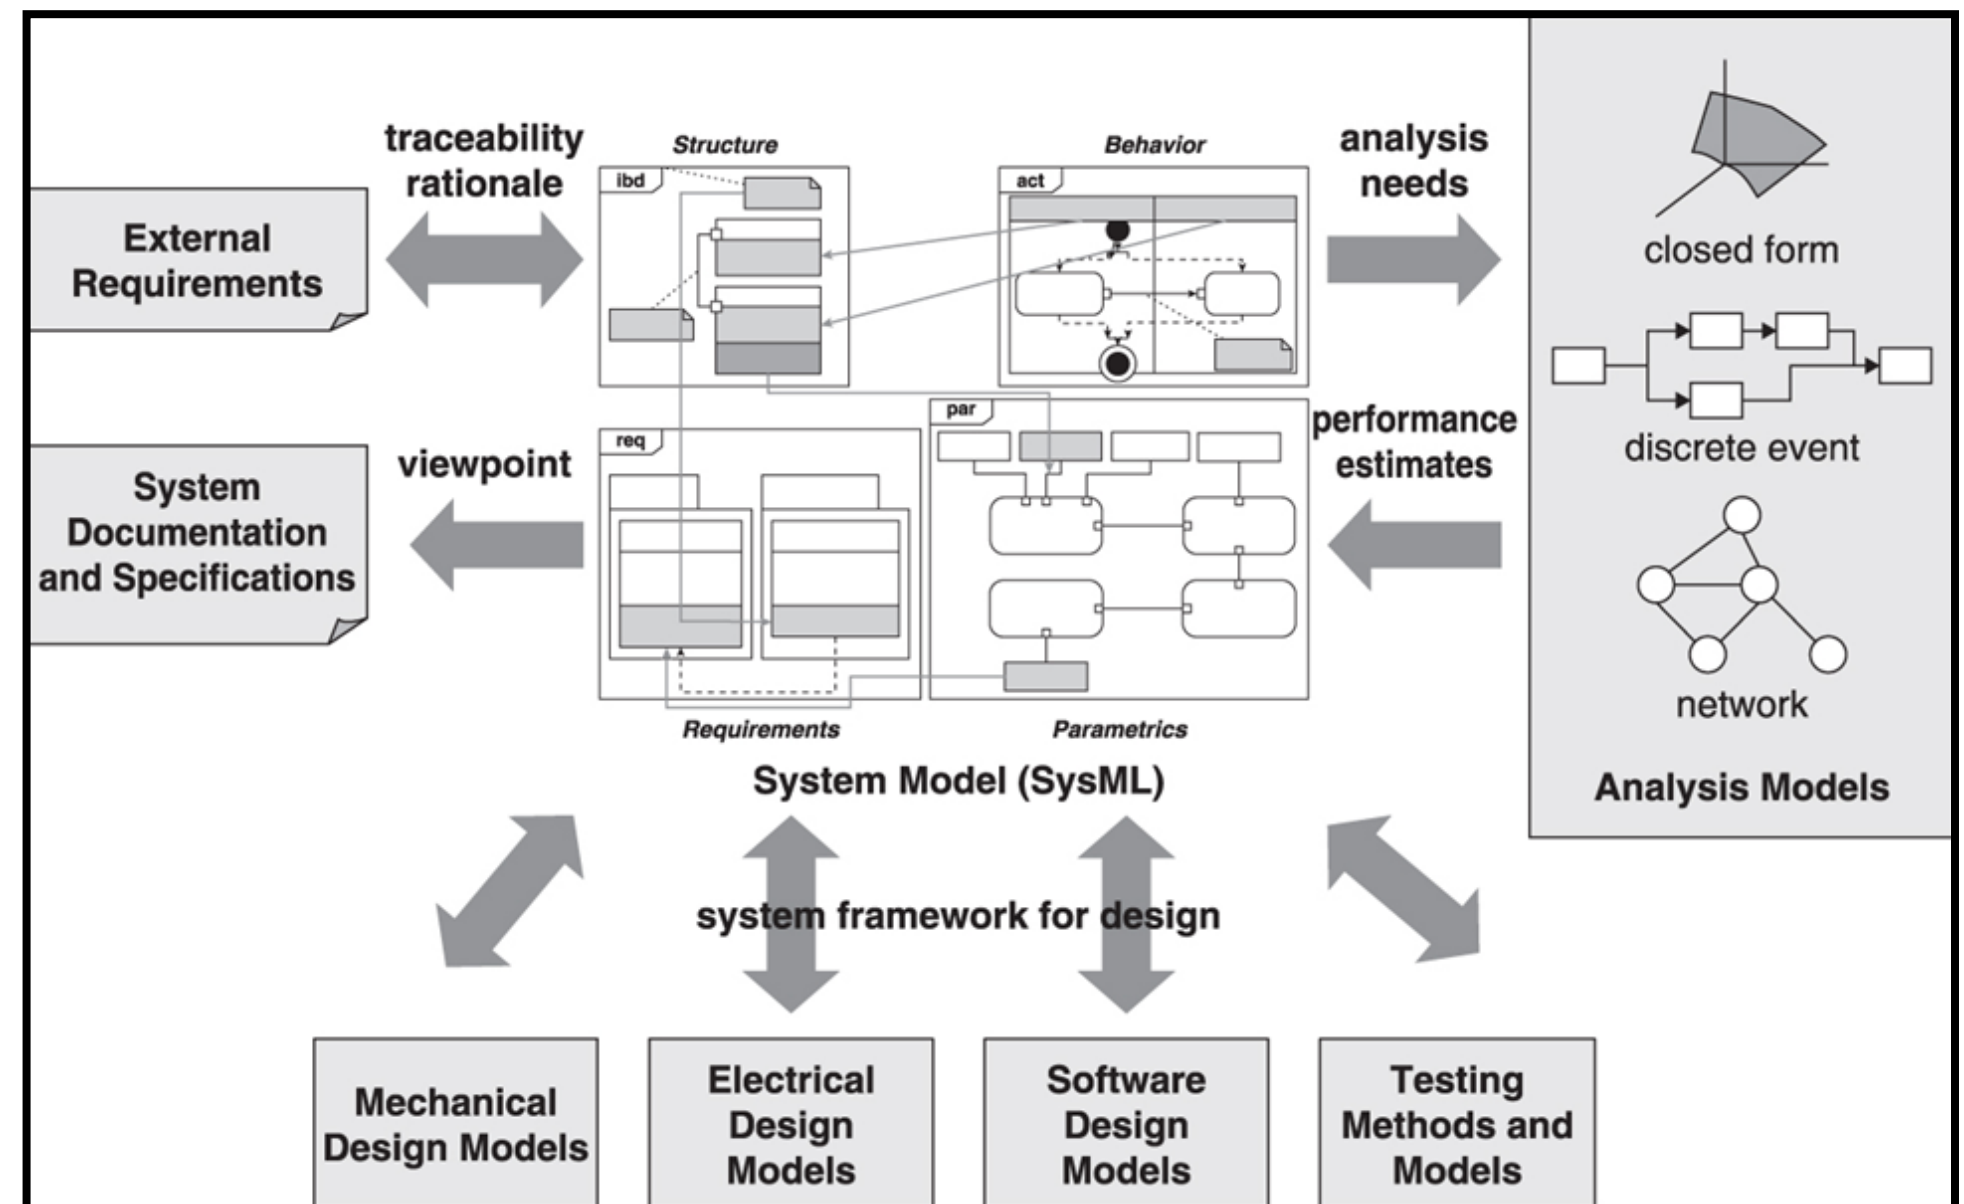 traceability
rationale
Structure
Behavior
analysis
needs
ibd
act
External
Requirements
closed form
par
performance
estimates
req
viewpoint
discrete event
System
Documentation
and Specifications
network
Requirements
Parametrics
System Model (SysML)
Analysis Models
system framework for design
Mechanical
Design Models
Electrical
Design
Models
Software
Design
Models
Testing
Methods and
Models